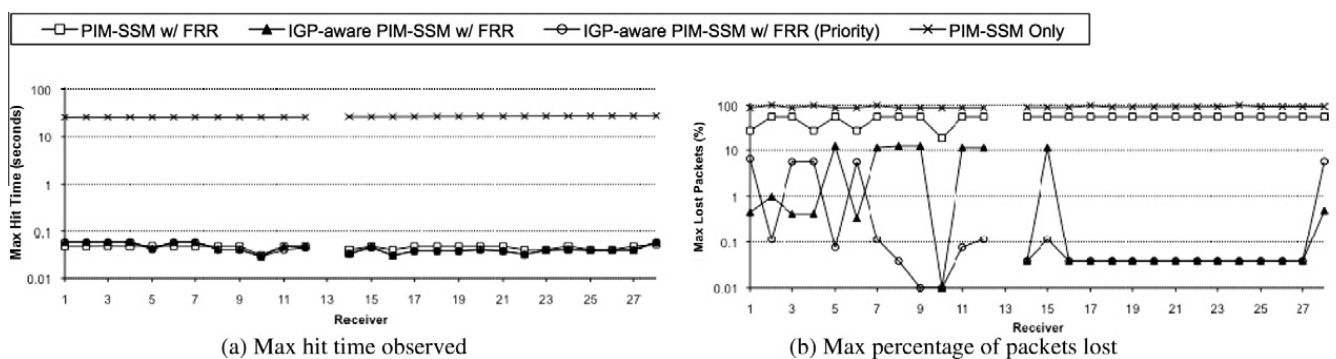 PIM-SSM w/ FRR IGP-aware PIM-SSM w/ FRR IGP-aware PIM-SSM w/ FRR (Priority) PIM-SSM Only
Max Hit Time (seconds)
100
10
1
0.1
0.01
1 3 5 7 9 11 13 15 17 19 21 23 25 27
Receiver
(a) Max hit time observed
Max Lost Packets (%)
100
10
1
0.1
0.01
1 3 5 7 9 11 13 15 17 19 21 23 25 27
Receiver
(b) Max percentage of packets lost